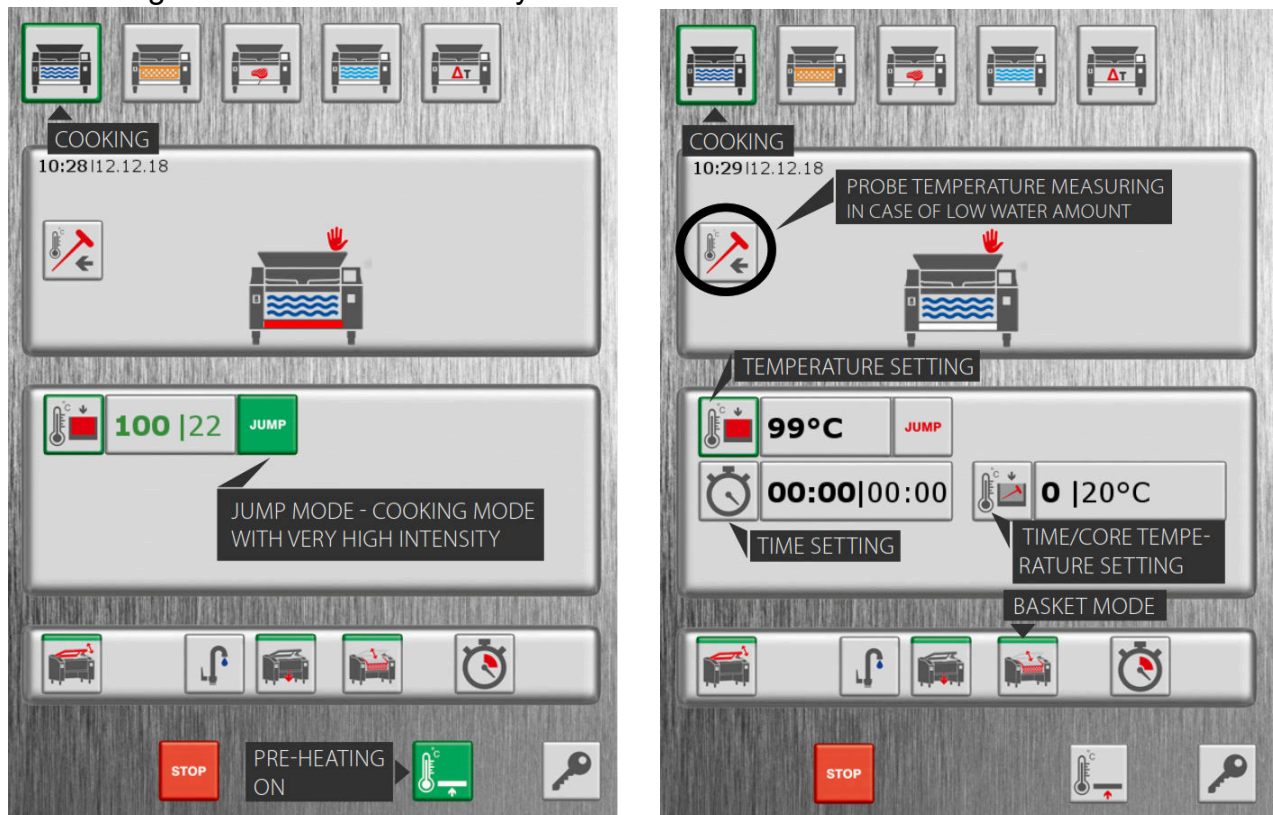 ΔT
COOKING
10:28|12.12.18
°C
°C
100 |22
JUMP
JUMP MODE - COOKING MODE
WITH VERY HIGH INTENSITY
STOP
PRE-HEATING
ON
°C
ΔT
COOKING
10:29|12.12.18
PROBE TEMPERATURE MEASURING
IN CASE OF LOW WATER AMOUNT
°C
TEMPERATURE SETTING
°C
99°C
JUMP
00:00|00:00
°C
0 |20°C
TIME SETTING
TIME/CORE TEMPE-
RATURE SETTING
BASKET MODE
STOP
°C